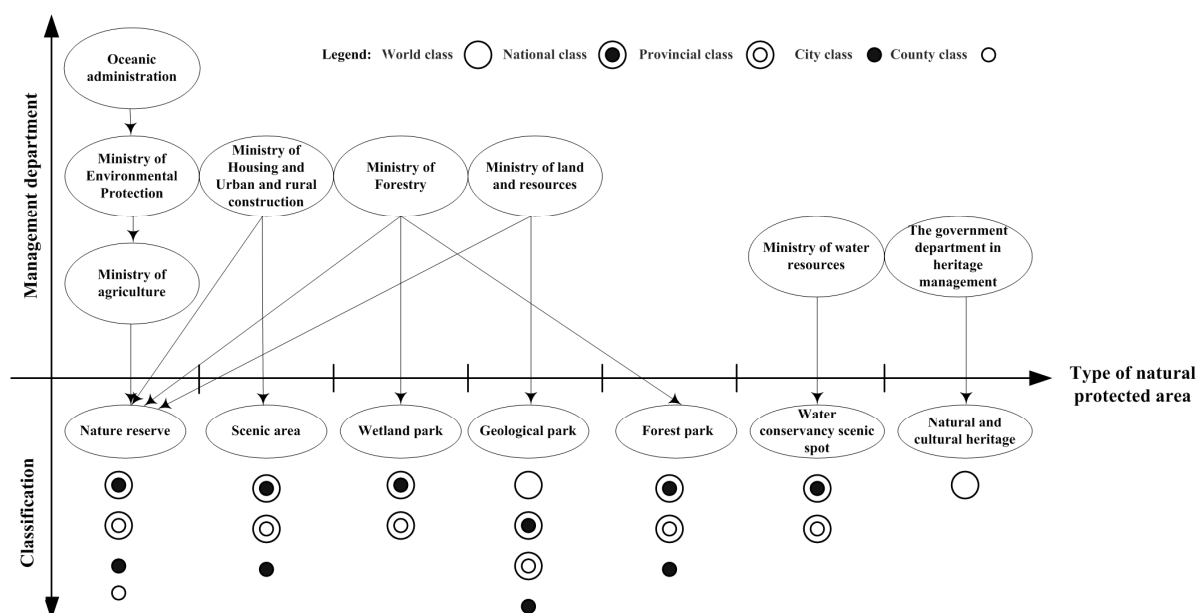 Legend: World class National class Provincial class City class County class
Management department
Oceanic
administration
Ministry of
Environmental
Protection
Ministry of
Housing and
Urban and rural
construction
Ministry of
Forestry
Ministry of land
and resources
Ministry of
agriculture
Ministry of water
resources
The government
department in
heritage
management
Type of natural
protected area
Nature reserve
Scenic area
Wetland park
Geological park
Forest park
Water
conservancy scenic
spot
Natural and
cultural heritage
Classification